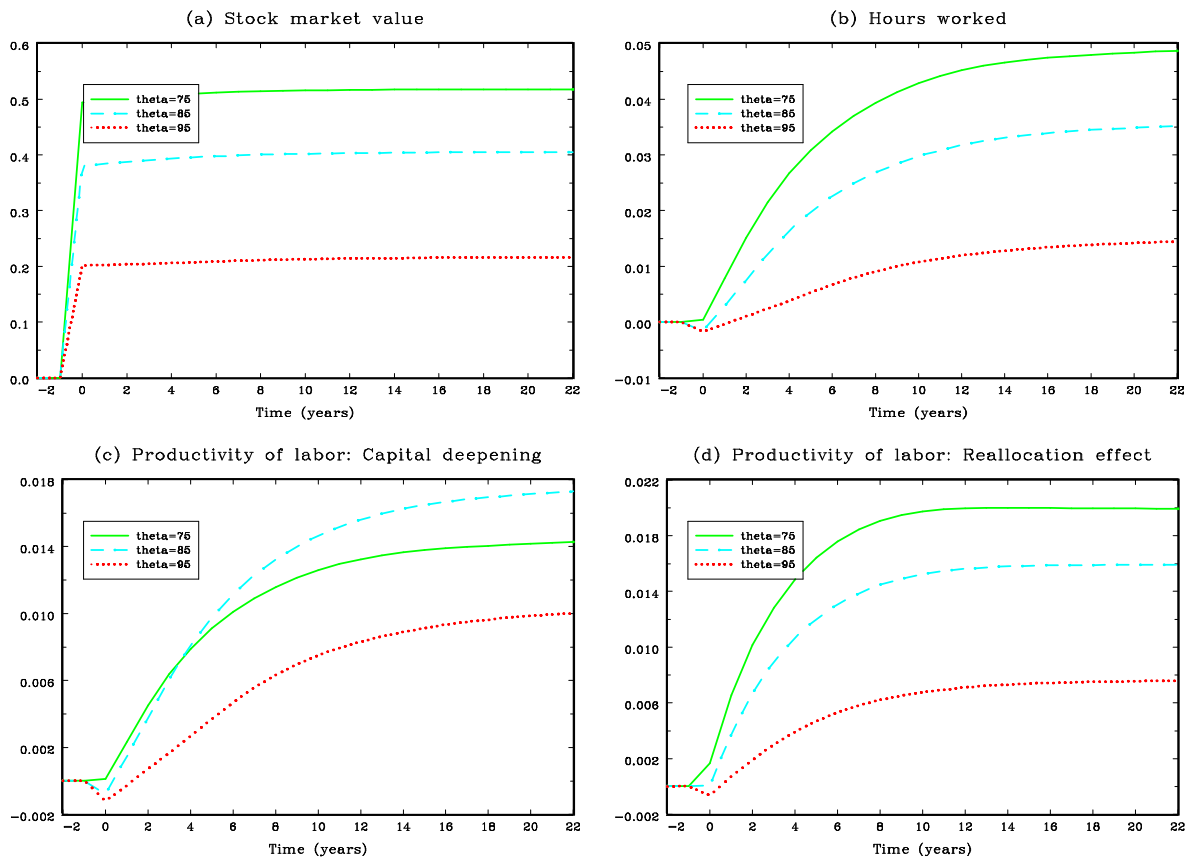 (a) Stock market value
0.6
0.5
0.4
0.3
0.2
0.1
0.0
theta=75
theta=85
theta=95
−2 0 2 4 6 8 10 12 14 16 18 20 22
Time (years)
(b) Hours worked
0.05
0.04
0.03
0.02
0.01
0.00
−0.01
theta=75
theta=85
theta=95
−2 0 2 4 6 8 10 12 14 16 18 20 22
Time (years)
(c) Productivity of labor: Capital deepening
0.018
0.014
0.010
0.006
0.002
−0.002
theta=75
theta=85
theta=95
−2 0 2 4 6 8 10 12 14 16 18 20 22
Time (years)
(d) Productivity of labor: Reallocation effect
0.022
0.018
0.014
0.010
0.006
0.002
−0.002
theta=75
theta=85
theta=95
−2 0 2 4 6 8 10 12 14 16 18 20 22
Time (years)